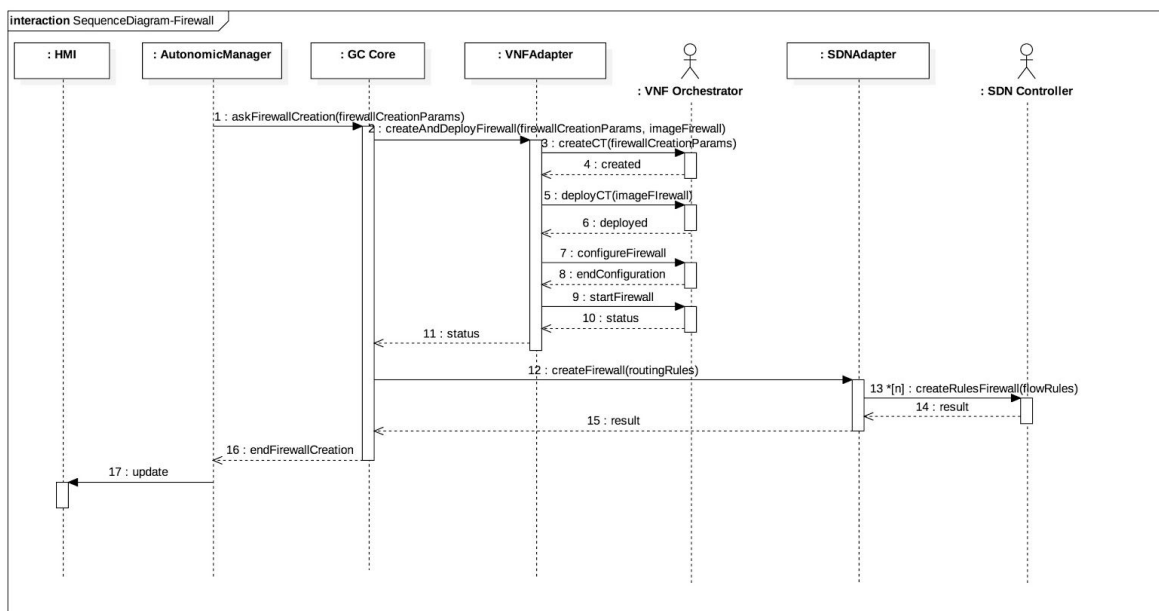 interaction SequenceDiagram-Firewall
: HMI
: AutonomicManager
: GC Core
: VNFAdapter
: VNF Orchestrator
: SDNAdapter
: SDN Controller
1 : askFirewallCreation(firewallCreationParams)
2 : createAndDeployFirewall(firewallCreationParams, imageFirewall)
3 : createCT(firewallCreationParams)
4 : created
5 : deployCT(imageFIrewall)
6 : deployed
7 : configureFirewall
8 : endConfiguration
9 : startFirewall
10 : status
11 : status
12 : createFirewall(routingRules)
13 *[n] : createRulesFirewall(flowRules)
14 : result
15 : result
16 : endFirewallCreation
17 : update